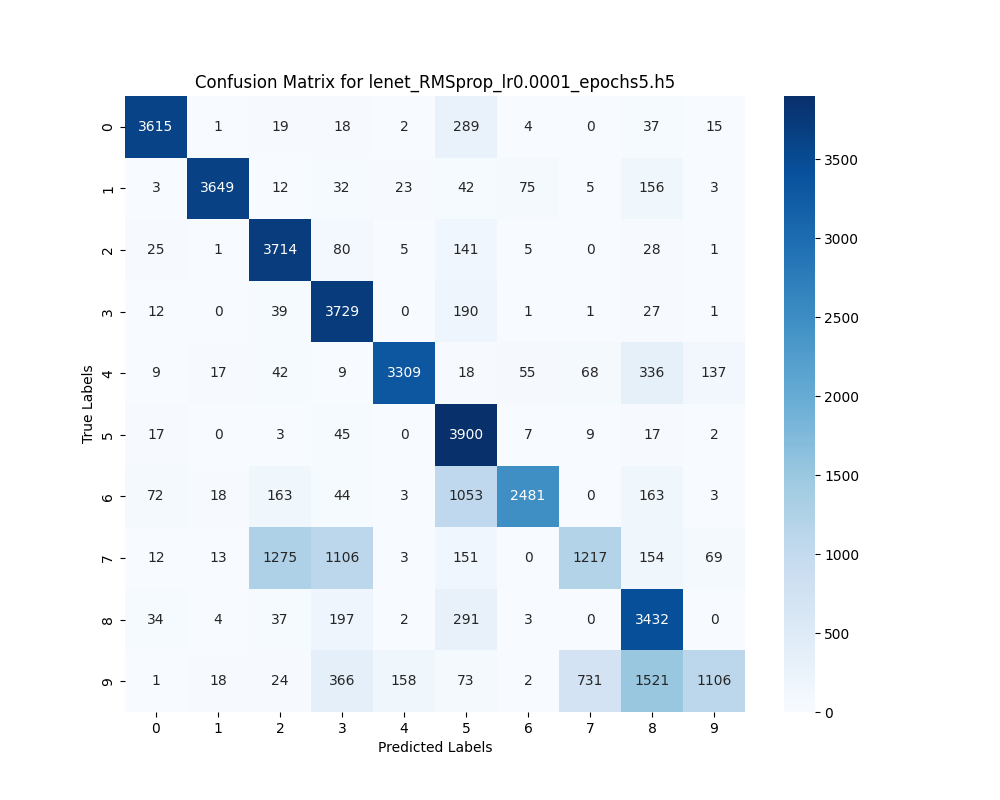 Confusion Matrix for lenet_RMSprop_lr0.0001_epochs5.h5
0 3615 1 19 18 2 289 4 0 37 15
1 3 3649 12 32 23 42 75 5 156 3
2 25 1 3714 80 5 141 5 0 28 1
3 12 0 39 3729 0 190 1 1 27 1
4 9 17 42 9 3309 18 55 68 336 137
5 17 0 3 45 0 3900 7 9 17 2
6 72 18 163 44 3 1053 2481 0 163 3
7 12 13 1275 1106 3 151 0 1217 154 69
8 34 4 37 197 2 291 3 0 3432 0
9 1 18 24 366 158 73 2 731 1521 1106
0 1 2 3 4 5 6 7 8 9
Predicted Labels
True Labels
3500
3000
2500
2000
1500
1000
500
0